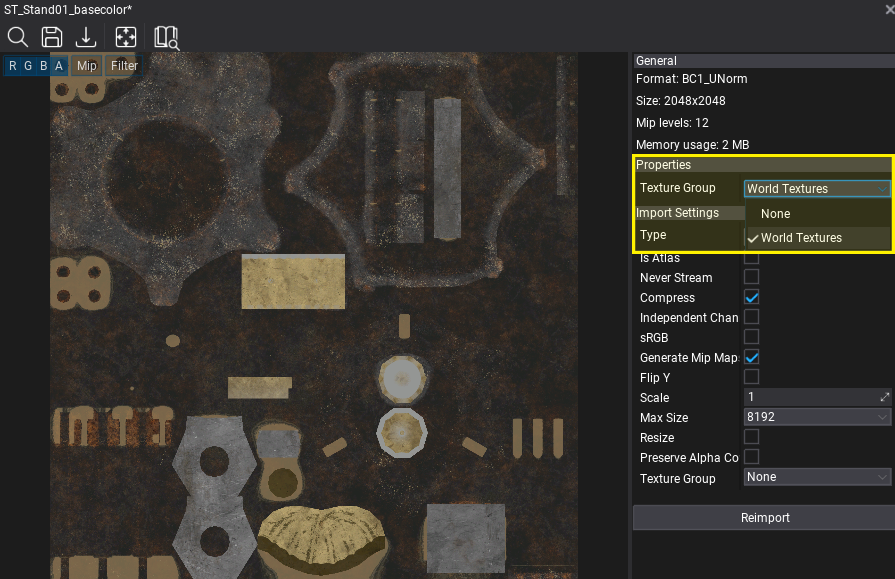 ST_Stand01_basecolor*
R G B A Mip Filter
General
Format: BC1_UNorm
Size: 2048x2048
Mip levels: 12
Memory usage: 2 MB
Properties
Texture Group World Textures
None
Import Settings
World Textures
Type
Is Atlas
Never Stream
Compress
Independent Chan
sRGB
Generate Mip Map
Flip Y
Scale 1
Max Size 8192
Resize
Preserve Alpha Co
Texture Group None
Reimport